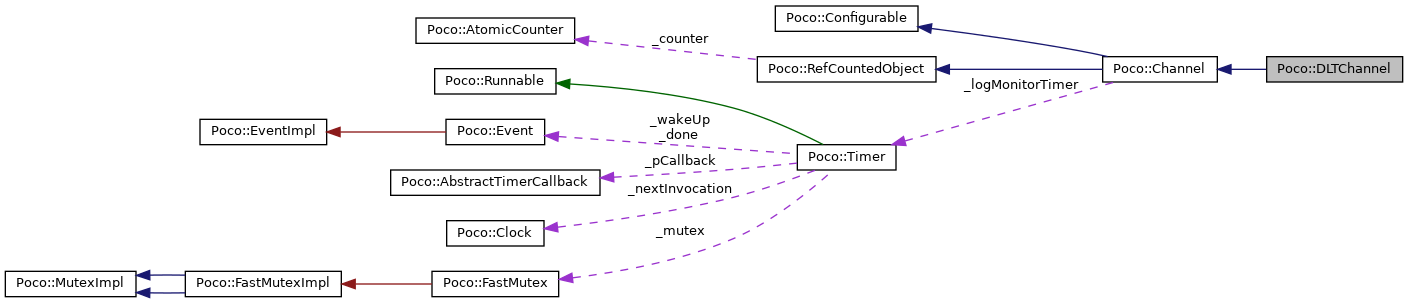 Poco::Configurable
Poco::AtomicCounter
_counter
Poco::RefCountedObject
Poco::Channel
Poco::DLTChannel
Poco::Runnable
_logMonitorTimer
Poco::EventImpl
Poco::Event
_wakeUp
_done
Poco::Timer
_pCallback
Poco::AbstractTimerCallback
_nextInvocation
Poco::Clock
_mutex
Poco::MutexImpl
Poco::FastMutexImpl
Poco::FastMutex